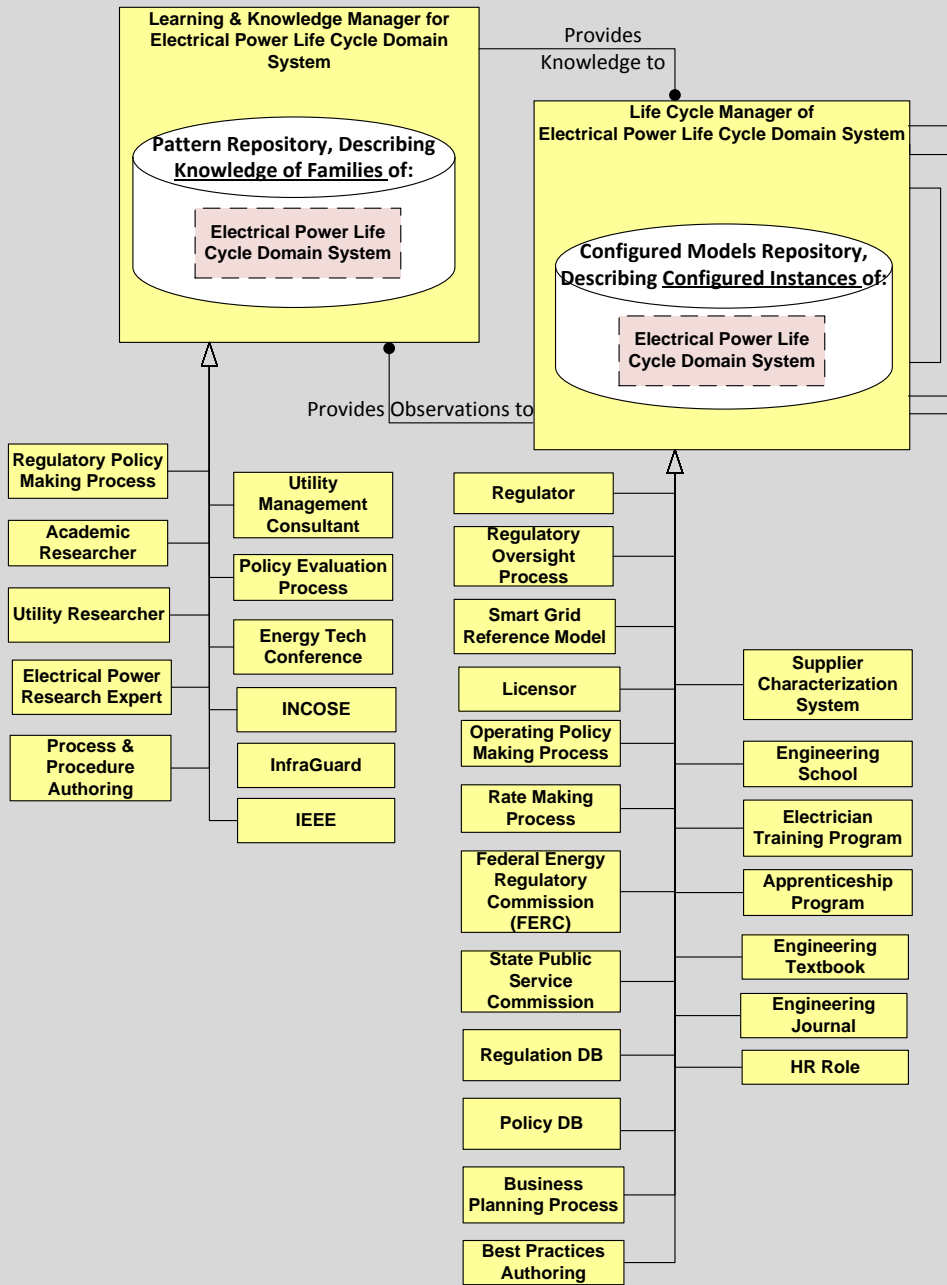 Learning & Knowledge Manager for
Electrical Power Life Cycle Domain
System
Pattern Repository, Describing
Knowledge of Families of:
Electrical Power Life
Cycle Domain System
Provides
Knowledge to
Life Cycle Manager of
Electrical Power Life Cycle Domain System
Configured Models Repository,
Describing Configured Instances of:
Electrical Power Life
Cycle Domain System
Provides Observations to
Regulatory Policy
Making Process
Academic
Researcher
Utility Researcher
Electrical Power
Research Expert
Process &
Procedure
Authoring
Utility
Management
Consultant
Policy Evaluation
Process
Energy Tech
Conference
INCOSE
InfraGuard
IEEE
Regulator
Regulatory
Oversight
Process
Smart Grid
Reference Model
Licensor
Operating Policy
Making Process
Rate Making
Process
Federal Energy
Regulatory
Commission
(FERC)
State Public
Service
Commission
Regulation DB
Policy DB
Business
Planning Process
Best Practices
Authoring
Supplier
Characterization
System
Engineering
School
Electrician
Training Program
Apprenticeship
Program
Engineering
Textbook
Engineering
Journal
HR Role